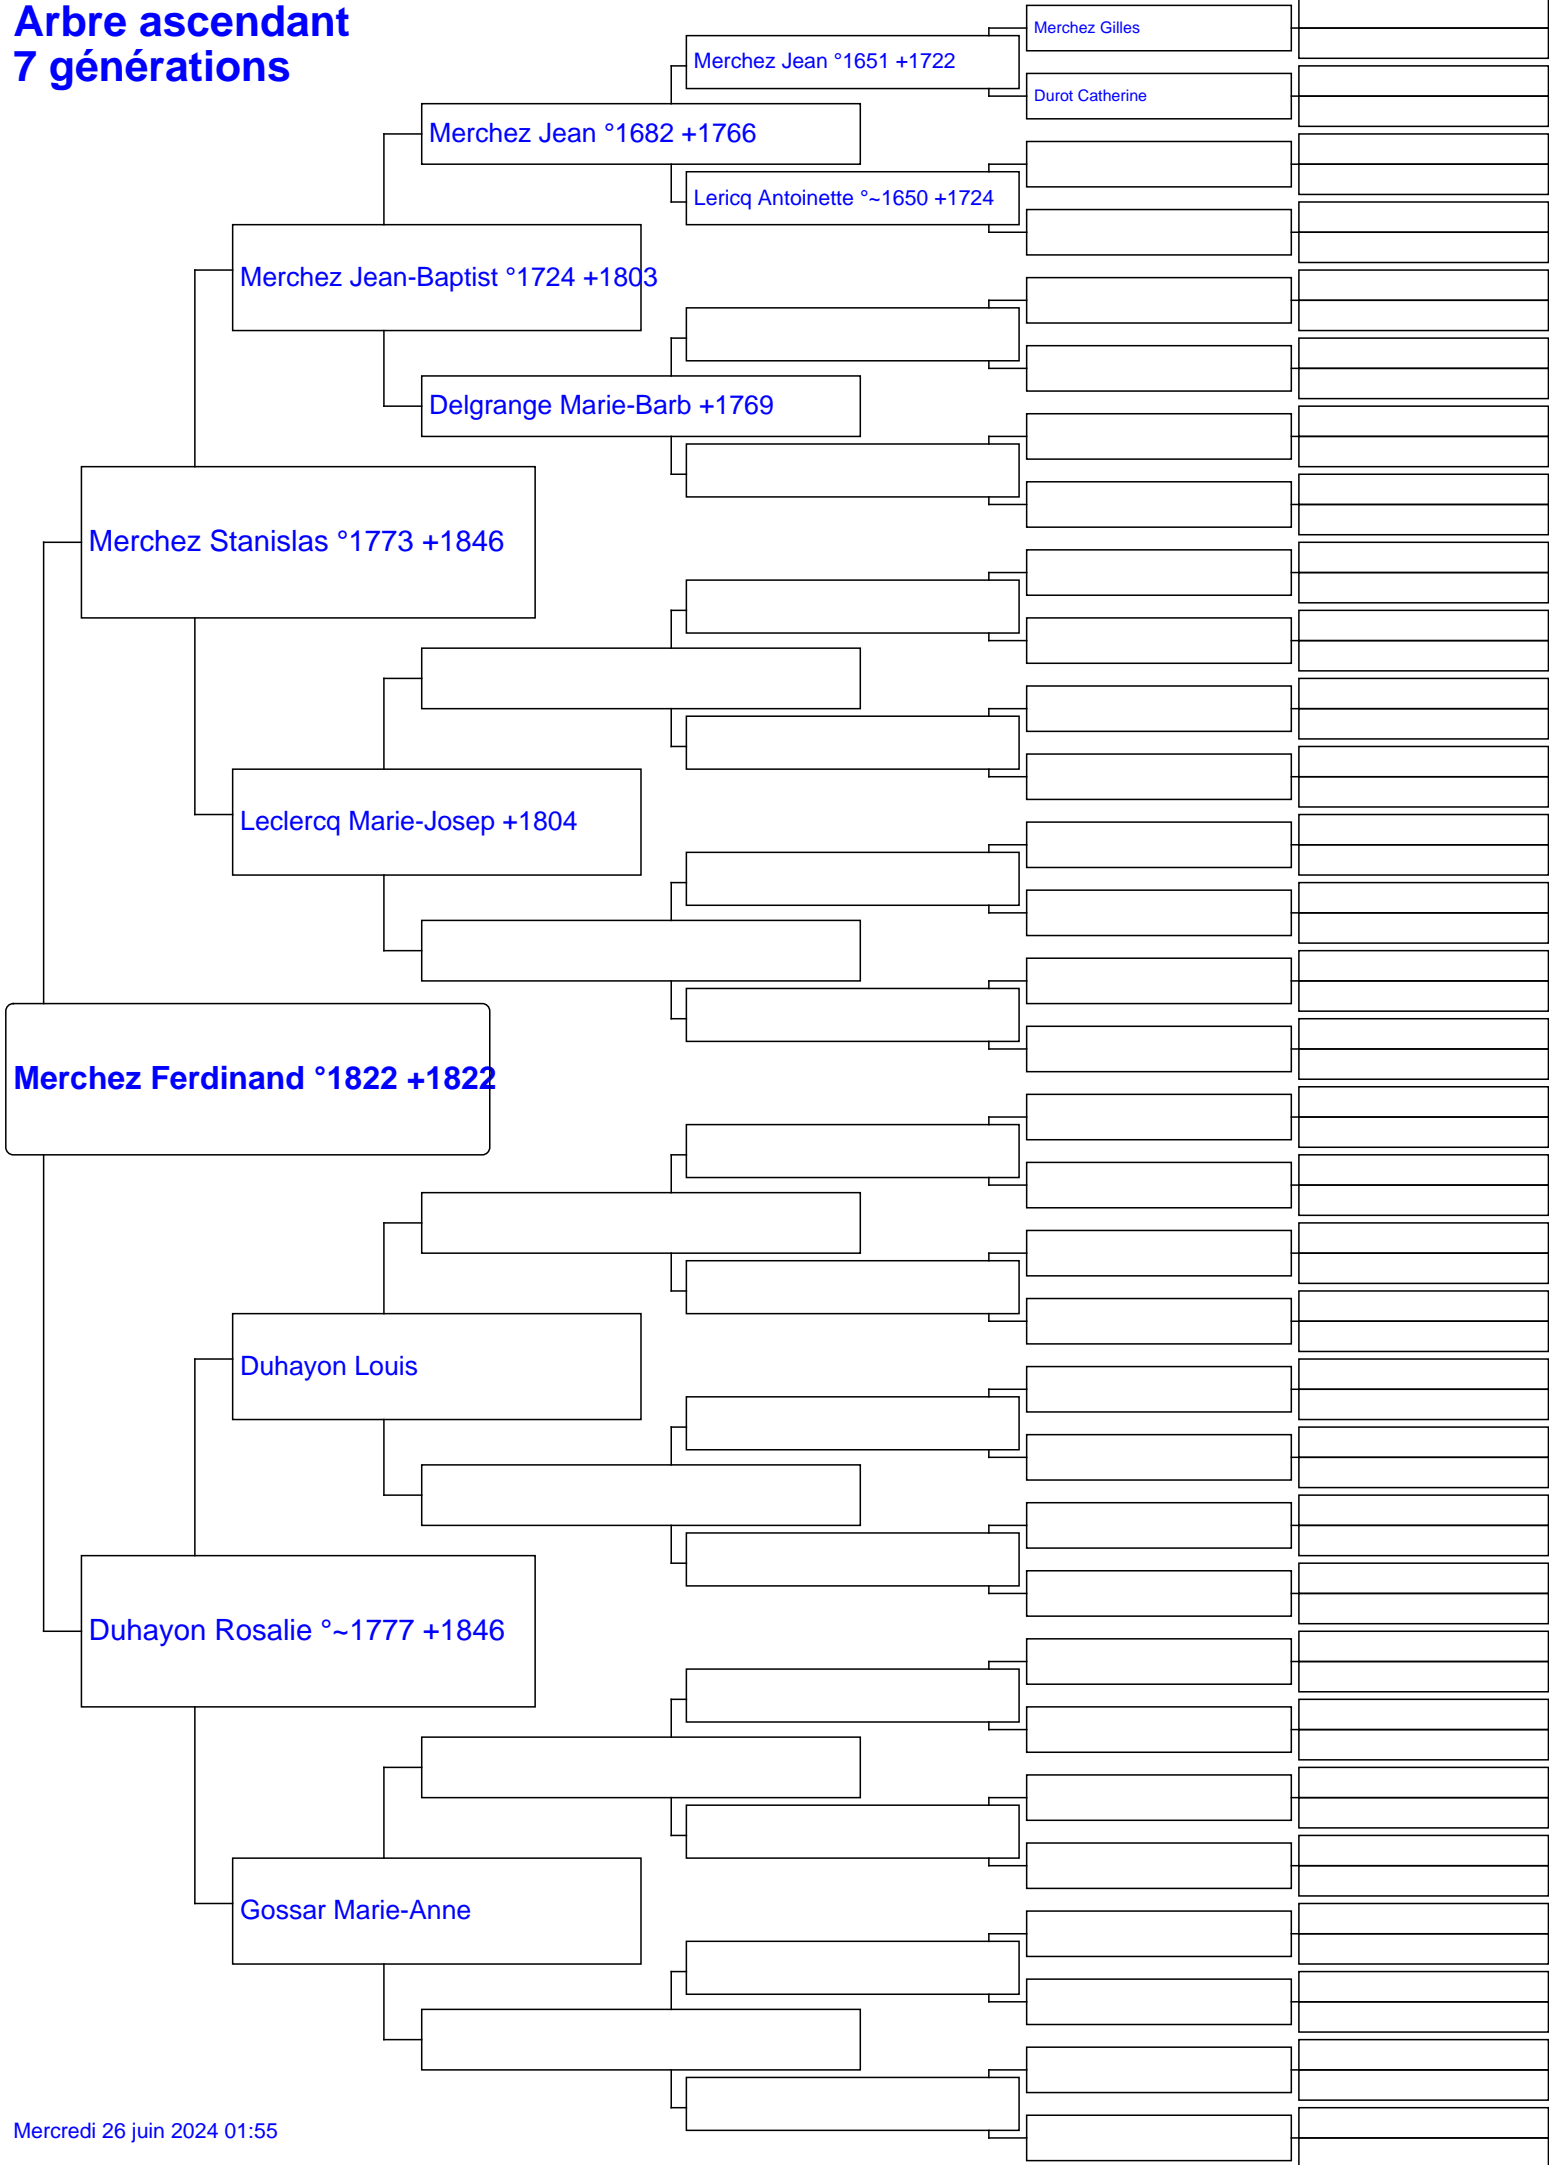 Arbre ascendant
7 générations
Merchez Gilles
Merchez Jean °1651 +1722
Durot Catherine
Merchez Jean °1682 +1766
Lericq Antoinette °~1650 +1724
Merchez Jean-Baptist °1724 +1803
Delgrange Marie-Barb +1769
Merchez Stanislas °1773 +1846
Leclercq Marie-Josep +1804
Merchez Ferdinand °1822 +1822
Duhayon Louis
Duhayon Rosalie °~1777 +1846
Gossar Marie-Anne
Mercredi 26 juin 2024 01:55